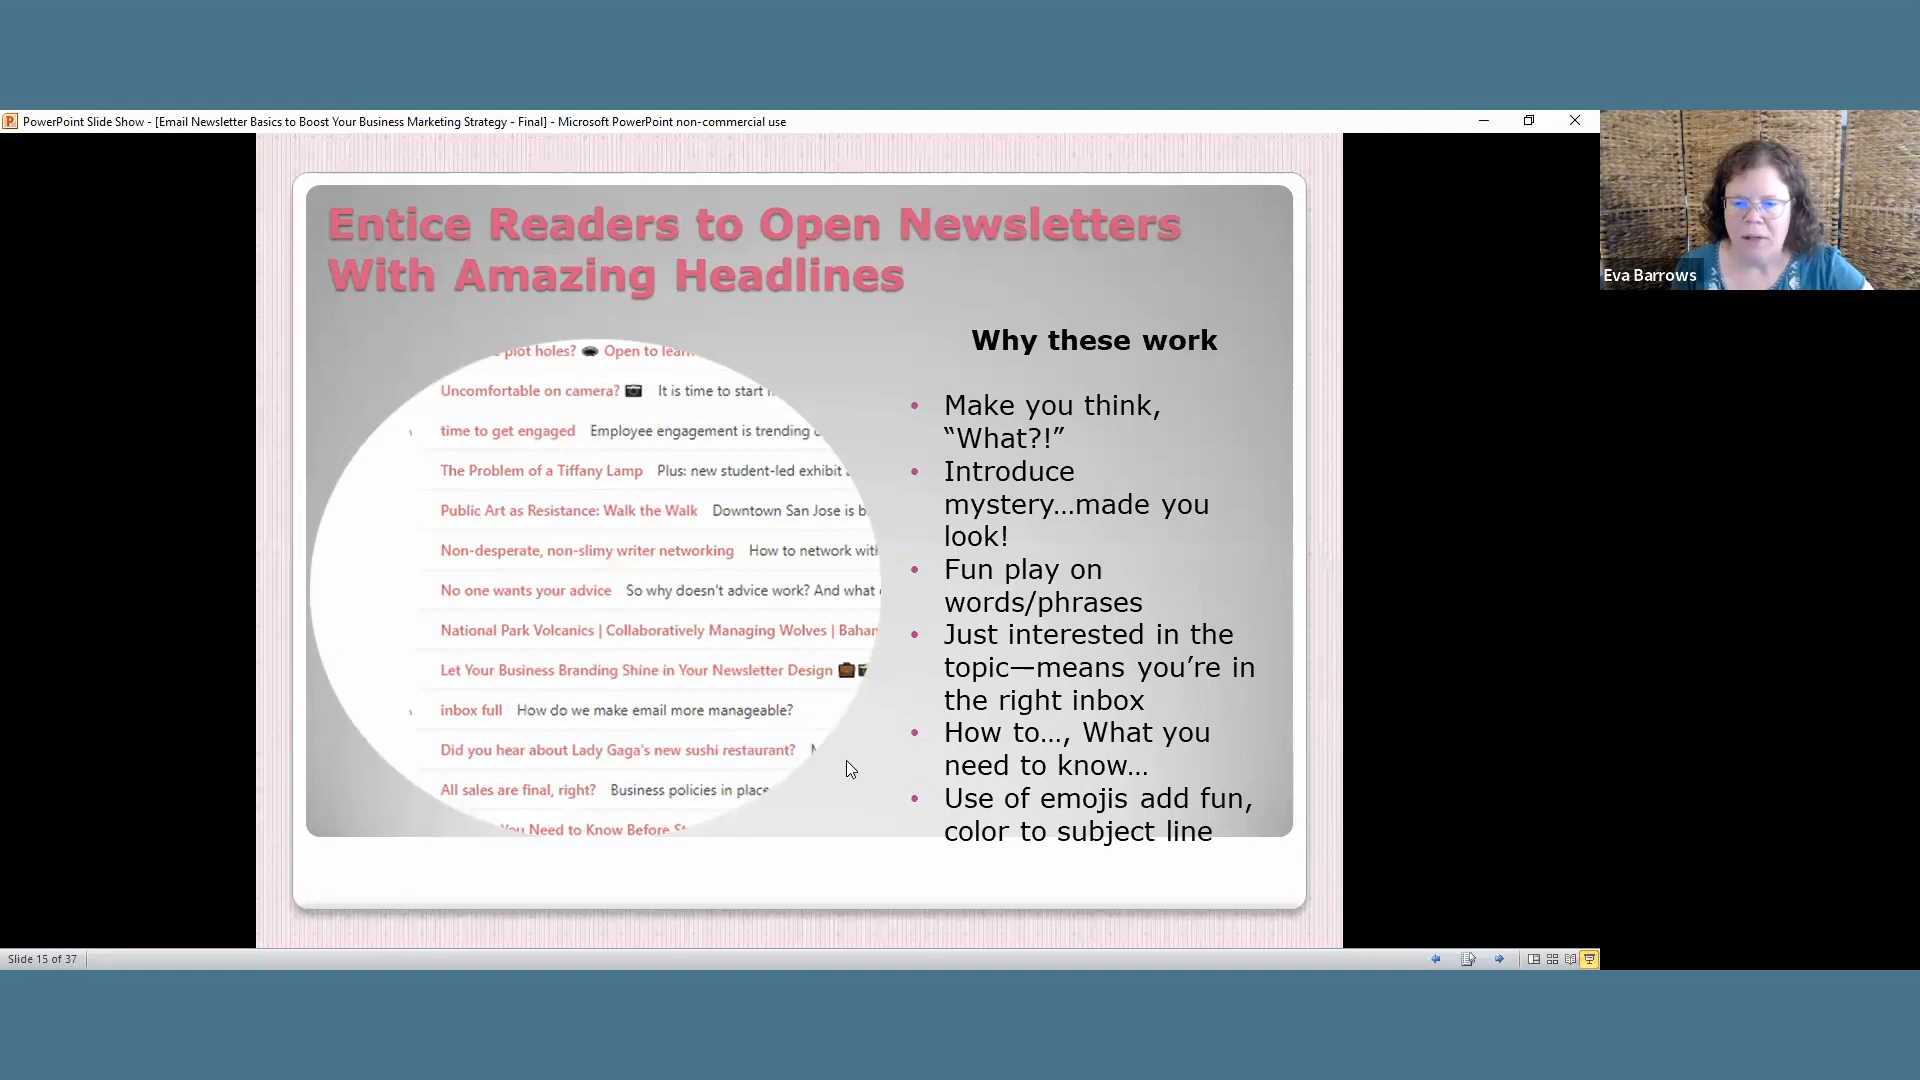 PowerPoint Slide Show - [Email Newsletter Basics to Boost Your Business Marketing Strategy - Final] - Microsoft PowerPoint non-commercial use
Eva Barrows
Entice Readers to Open Newsletters
With Amazing Headlines
plot holes? Open to learn
Uncomfortable on camera? It is time to start
time to get engaged Employee engagement is trending
The Problem of a Tiffany Lamp Plus: new student-led exhibit
Public Art as Resistance: Walk the Walk Downtown San Jose is b
Non-desperate, non-slimy writer networking How to network with
No one wants your advice So why doesn't advice work? And what
National Park Volcanics | Collaboratively Managing Wolves | Baham
Let Your Business Branding Shine in Your Newsletter Design
inbox full How do we make email more manageable?
Did you hear about Lady Gaga's new sushi restaurant?
All sales are final, right? Business policies in place
You Need to Know Before St
Why these work
• Make you think,
“What?!”
• Introduce
mystery…made you
look!
• Fun play on
words/phrases
• Just interested in the
topic—means you’re in
the right inbox
• How to…, What you
need to know…
• Use of emojis add fun,
color to subject line
Slide 15 of 37